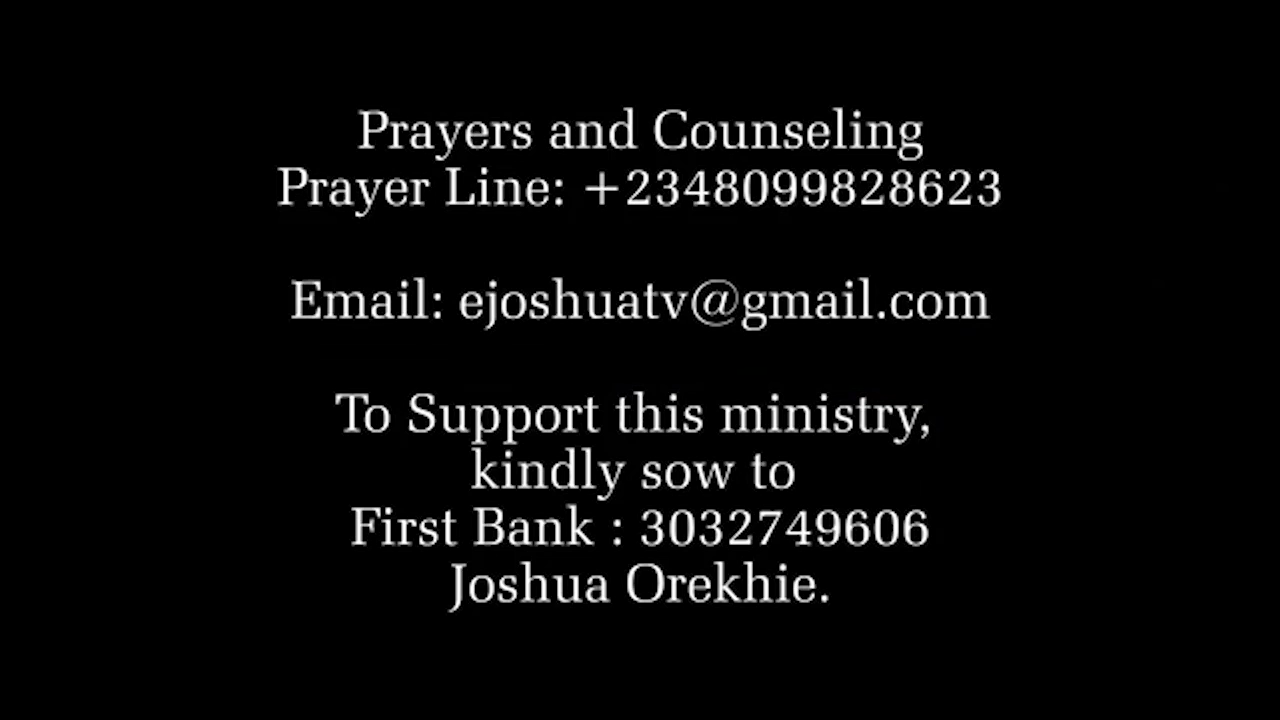 Prayers and Counseling
Prayer Line: +2348099828623
Email: ejoshuatv@gmail.com
To Support this ministry,
kindly sow to
First Bank : 3032749606
Joshua Orekhie.